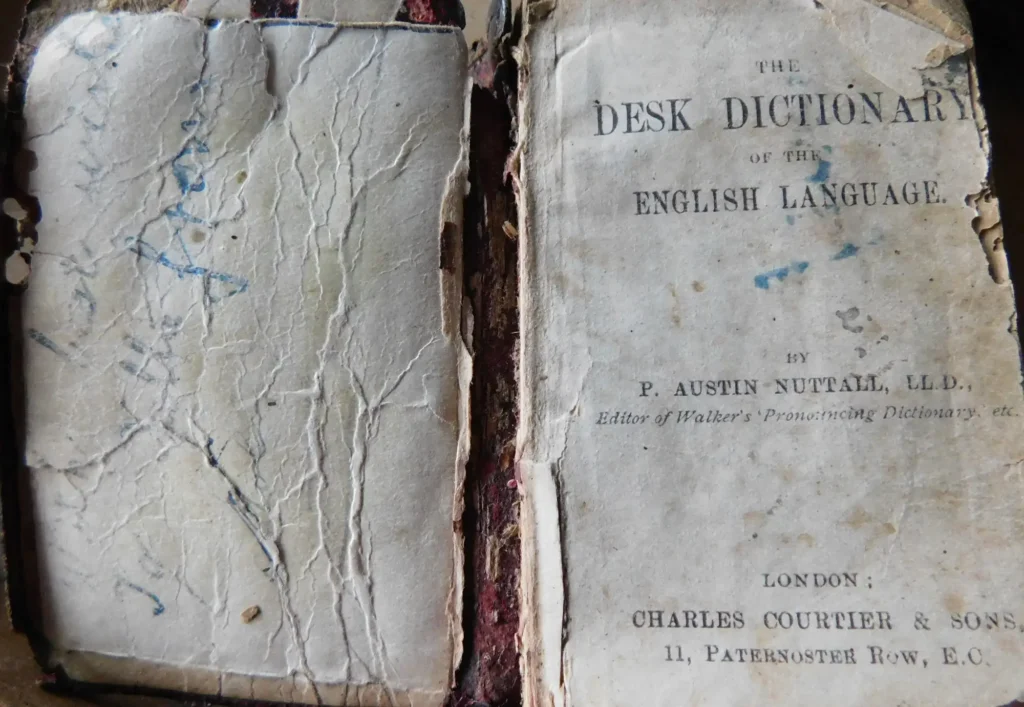 THE
DESK DICTIONARY
OF THE
ENGLISH LANGUAGE.
BY
P. AUSTIN NUTTALL, LL.D.,
Editor of Walker's 'Pronouncing Dictionary,' etc.
LONDON:
CHARLES COURTIER & SONS,
11, PATERNOSTER ROW, E.C.